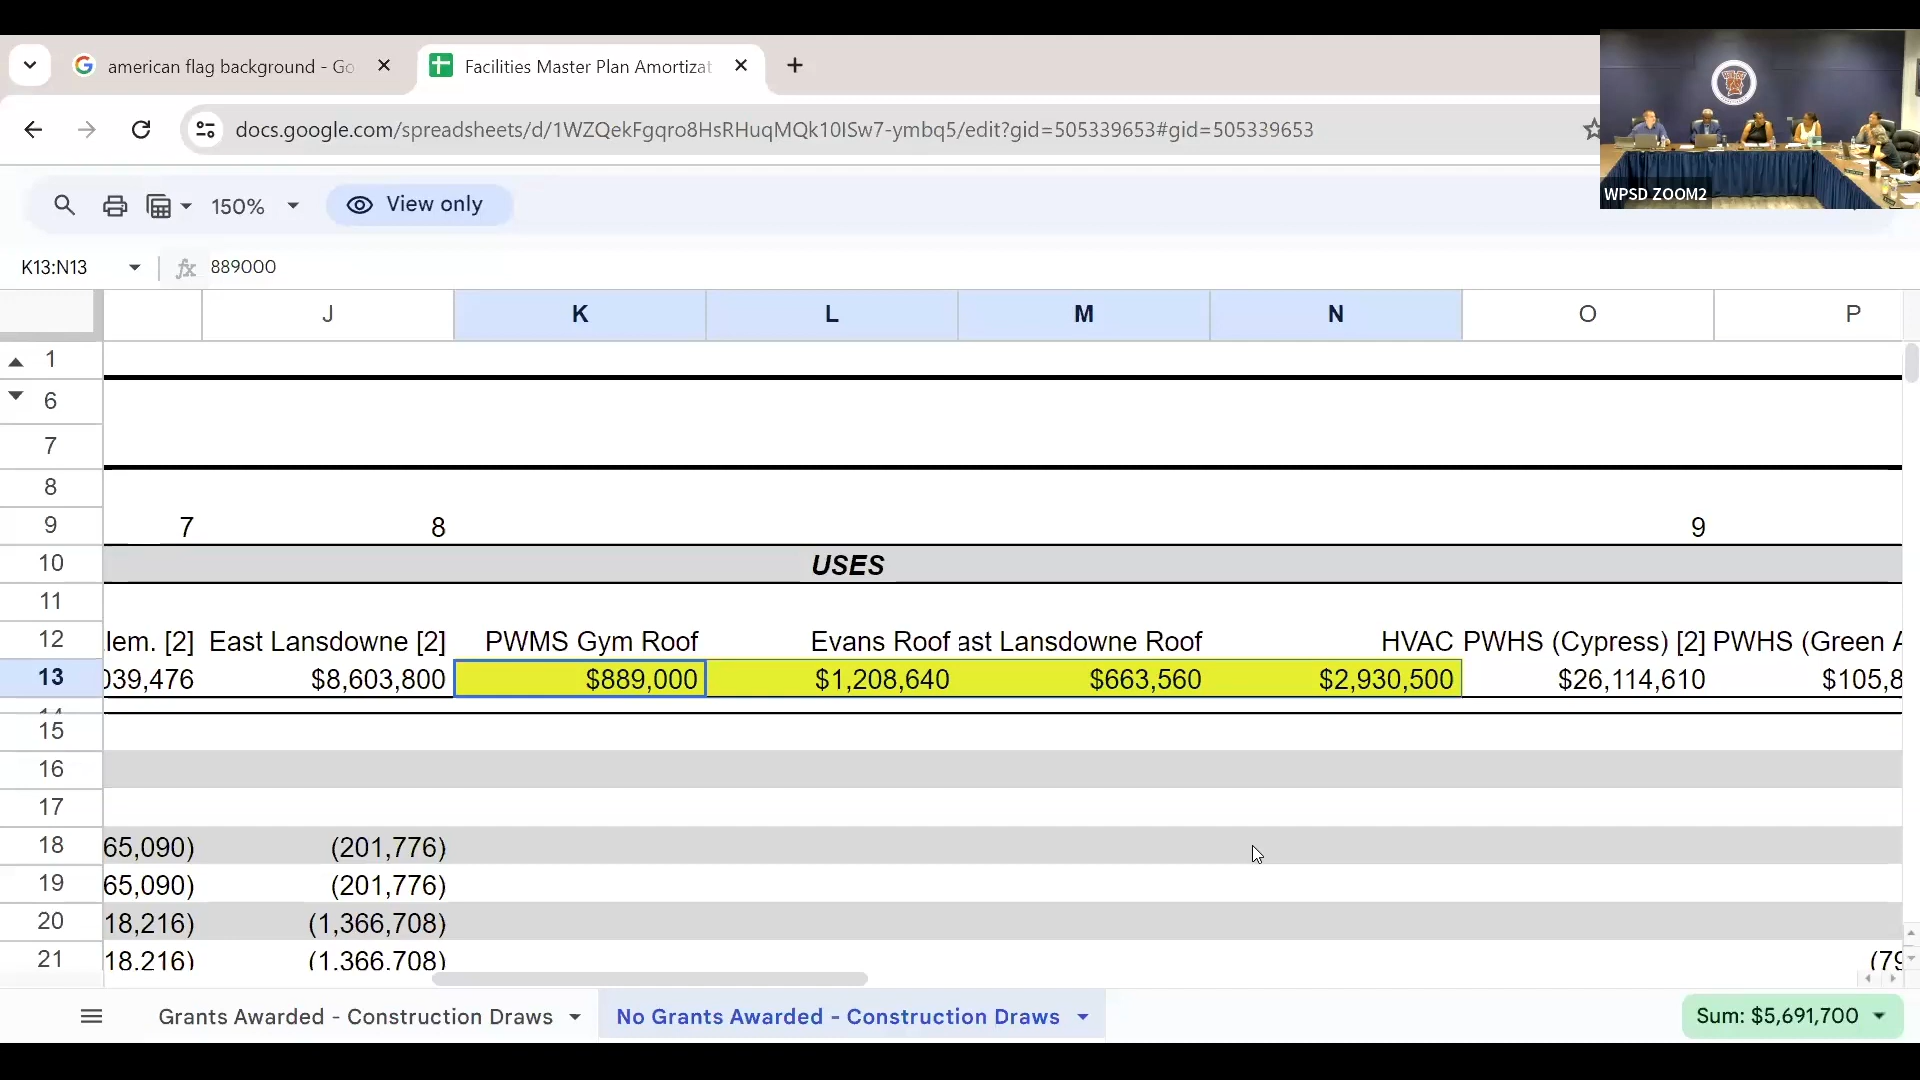 american flag background - Go
Facilities Master Plan Amortizat
docs.google.com/spreadsheets/d/1WZQekFgqro8HsRHuqMQk10ISw7-ymbq5/edit?gid=505339653#gid=505339653
WPSD ZOOM2
150%
View only
K13:N13
fx 889000
J K L M N O P
1
6
7
8
9 7 8 9
10 USES
11
12 lem. [2] East Lansdowne [2] PWMS Gym Roof Evans Roof ast Lansdowne Roof HVAC PWHS (Cypress) [2] PWHS (Green A
13 039,476 $8,603,800 $889,000 $1,208,640 $663,560 $2,930,500 $26,114,610 $105,8
14
15
16
17
18 65,090) (201,776)
19 65,090) (201,776)
20 18,216) (1,366,708)
21 18,216) (1,366,708) (79
Grants Awarded - Construction Draws No Grants Awarded - Construction Draws Sum: $5,691,700